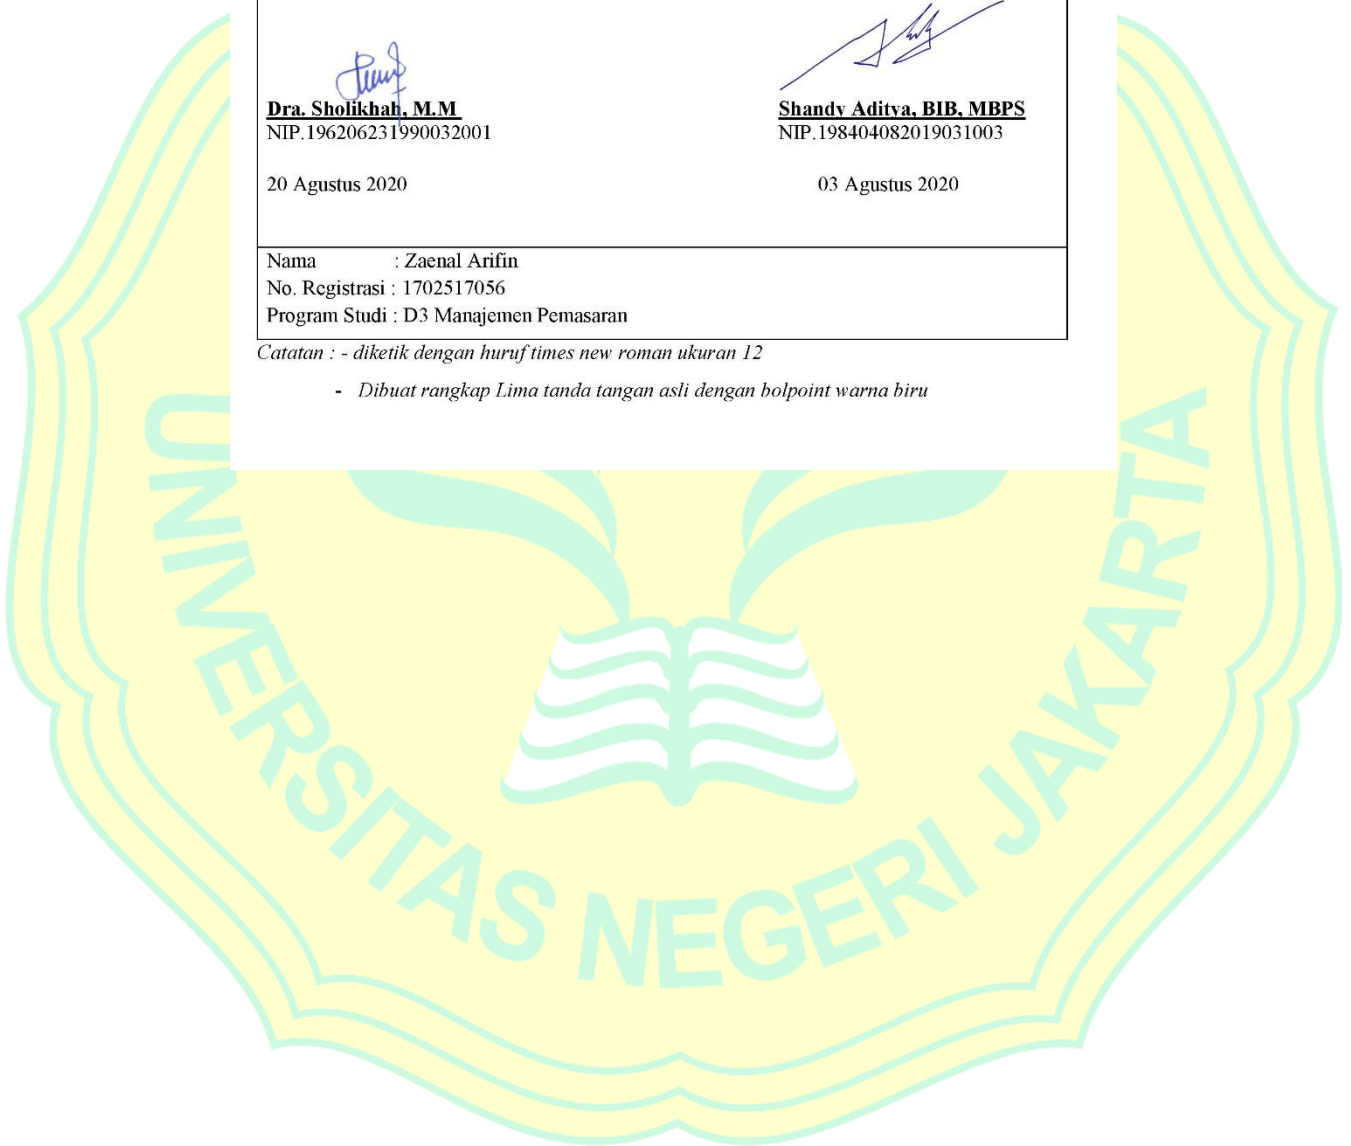 Dra. Sholikhah, M.M
NIP.196206231990032001
20 Agustus 2020
Shandy Aditya, BIB, MBPS
NIP.198404082019031003
03 Agustus 2020
Nama : Zaenal Arifin
No. Registrasi : 1702517056
Program Studi : D3 Manajemen Pemasaran
Catatan : - diketik dengan huruf times new roman ukuran 12
- Dibuat rangkap Lima tanda tangan asli dengan bolpoint warna biru
UNIVERSITAS NEGERI JAKARTA